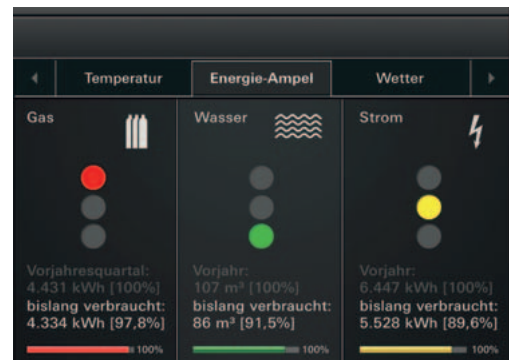 Temperatur
Energie-Ampel
Wetter
Gas
Wasser
Strom
Vorjahresquartal:
4.431 kWh [100%]
bislang verbraucht:
4.334 kWh [97,8%]
100%
Vorjahr:
107 m³ [100%]
bislang verbraucht:
86 m³ [91,5%]
100%
Vorjahr:
6.447 kWh [100%]
bislang verbraucht:
5.528 kWh [89,6%]
100%